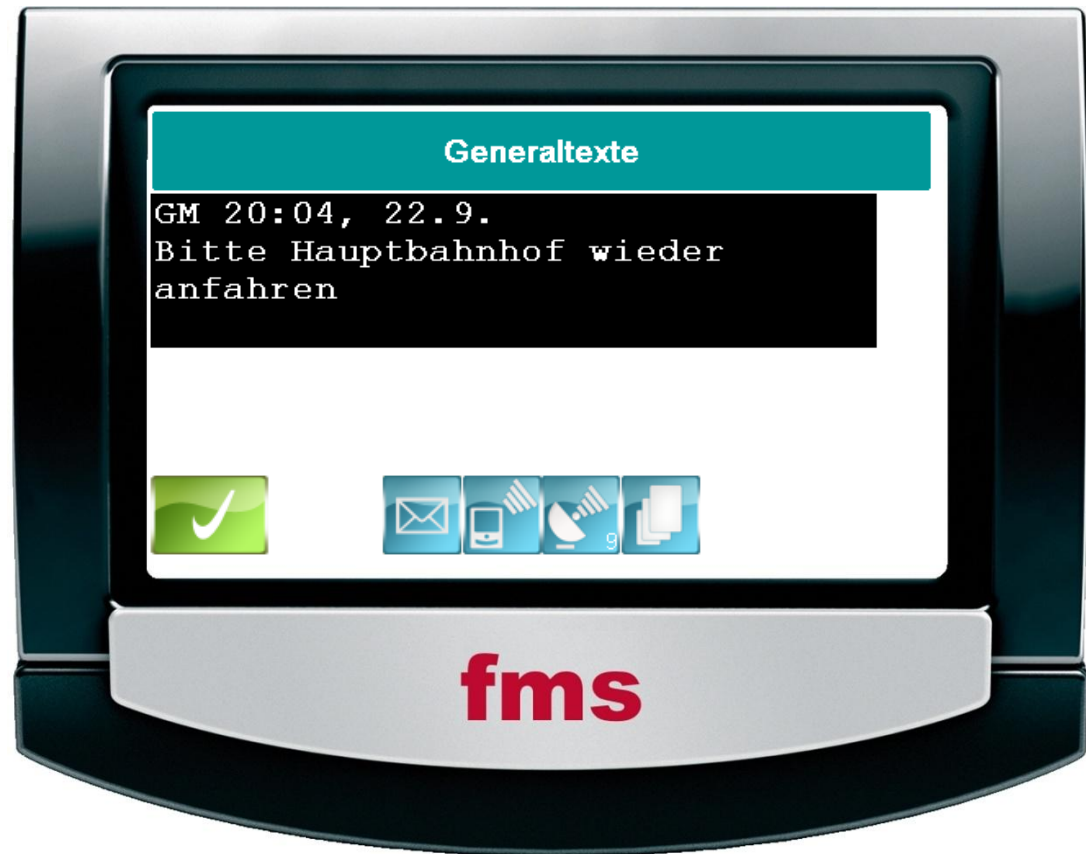 Generaltexte
GM 20:04, 22.9.
Bitte Hauptbahnhof wieder
anfahren
9
fms